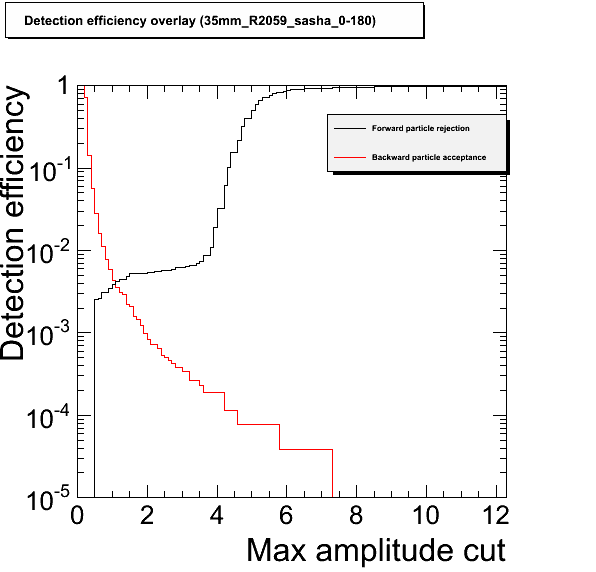 Detection efficiency overlay (35mm_R2059_sasha_0-180)
Detection efficiency
1
10^-1
10^-2
10^-3
10^-4
10^-5
Forward particle rejection
Backward particle acceptance
0 2 4 6 8 10 12
Max amplitude cut